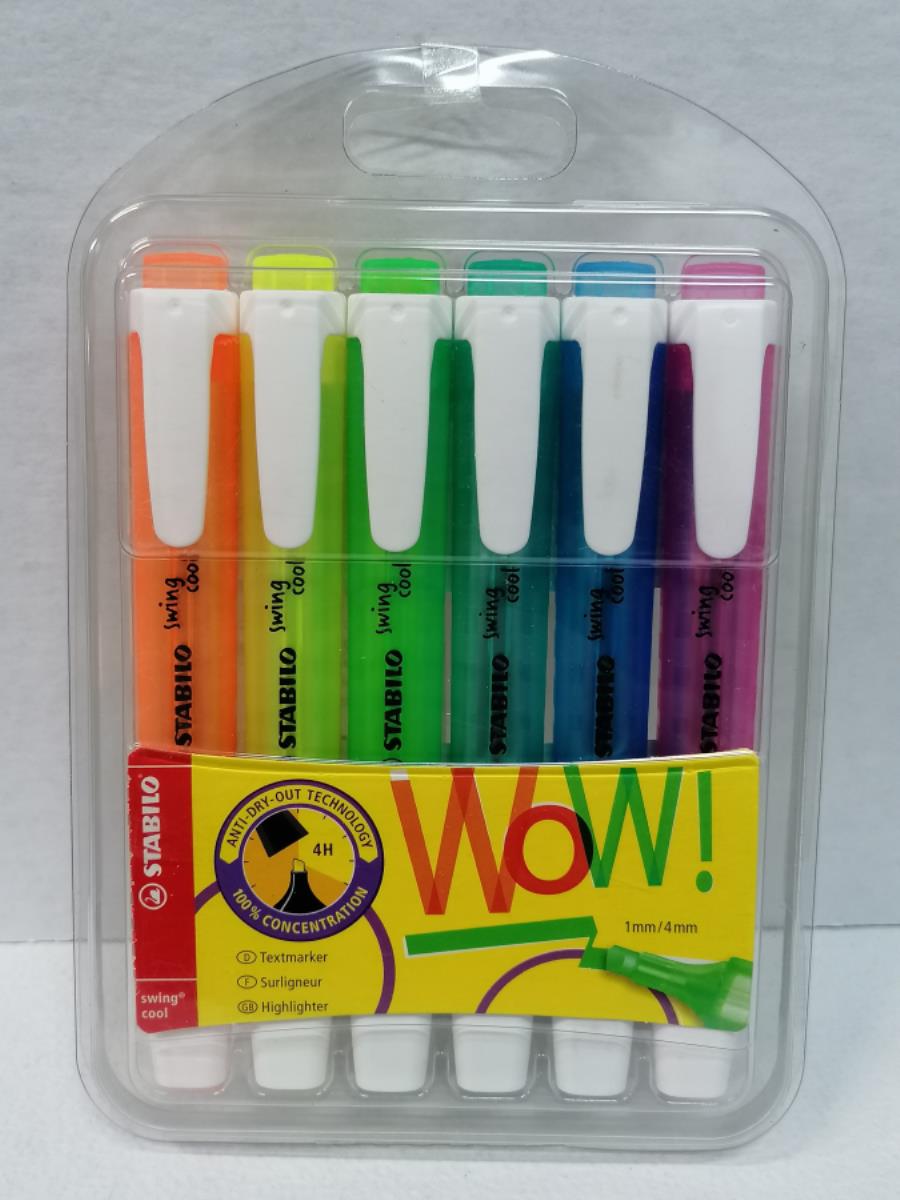 swing
cool
STABILO
swing
cool
STABILO
swing
cool
STABILO
swing
cool
STABILO
swing
cool
STABILO
swing
cool
STABILO
STABILO
swing®
cool
ANTI-DRY-OUT TECHNOLOGY
4H
100% CONCENTRATION
D Textmarker
F Surligneur
GB Highlighter
WOW!
1mm/4mm